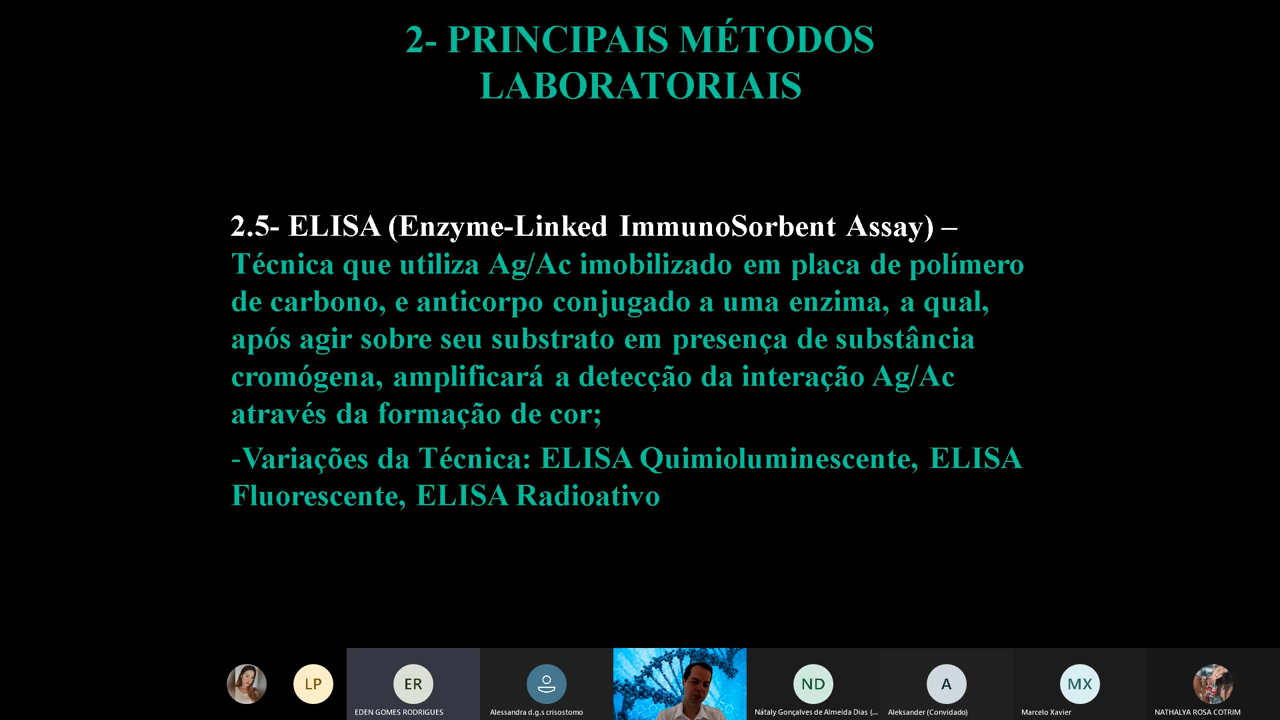 2- PRINCIPAIS MÉTODOS
LABORATORIAIS
2.5- ELISA (Enzyme-Linked ImmunoSorbent Assay) –
Técnica que utiliza Ag/Ac imobilizado em placa de polímero
de carbono, e anticorpo conjugado a uma enzima, a qual,
após agir sobre seu substrato em presença de substância
cromógena, amplificará a detecção da interação Ag/Ac
através da formação de cor;
-Variações da Técnica: ELISA Quimioluminescente, ELISA
Fluorescente, ELISA Radioativo
LP
ER
ND
A
MX
EDEN GOMES RODRIGUES
Alessandra d.g.s crisostomo
Nátaly Gonçalves de Almeida Dias (...
Aleksander (Convidado)
Marcelo Xavier
NATHALYA ROSA COTRIM